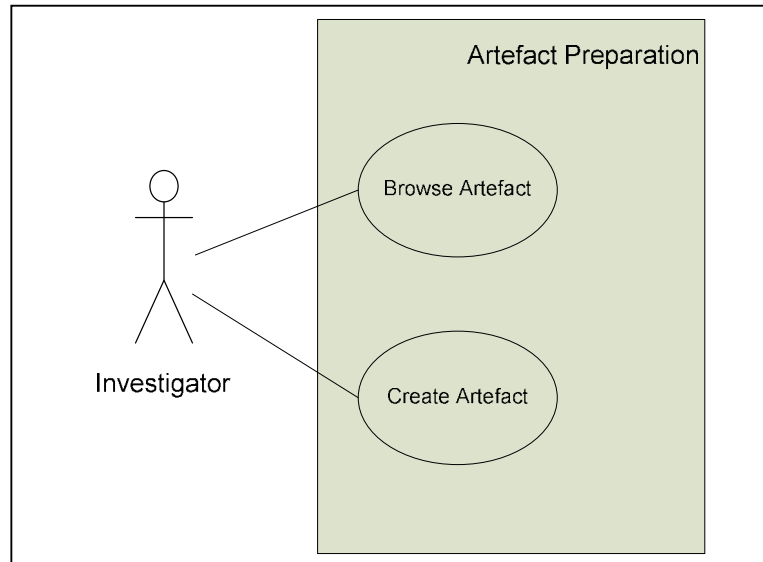 Artefact Preparation
Browse Artefact
Investigator
Create Artefact